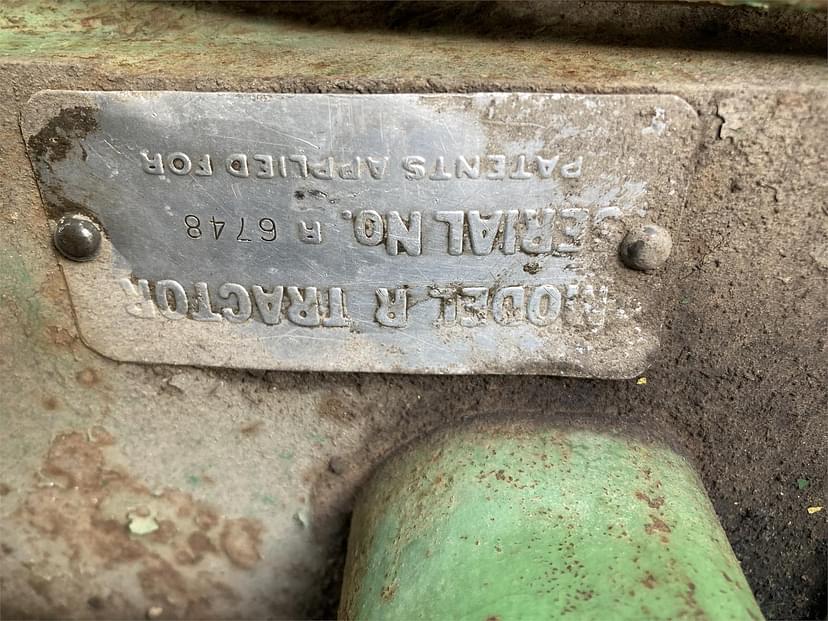 MODEL R TRACTOR
SERIAL NO. R 6748
PATENTS APPLIED FOR